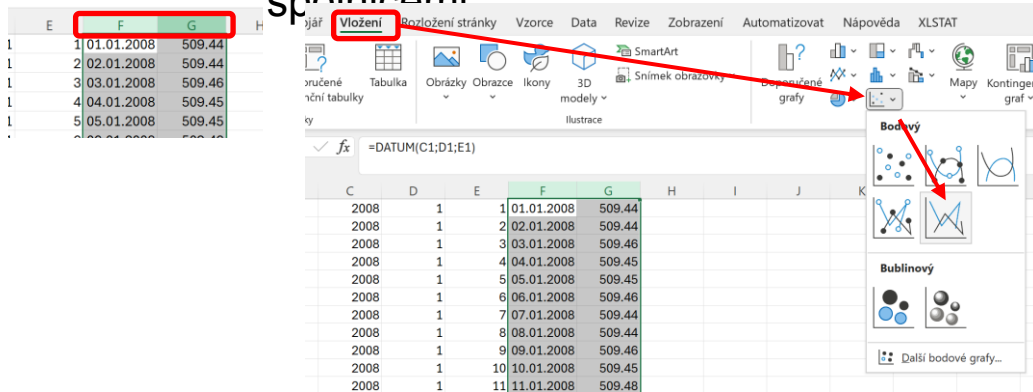 spojnicemi
E F G H
1 1 01.01.2008 509.44
1 2 02.01.2008 509.44
1 3 03.01.2008 509.46
1 4 04.01.2008 509.45
1 5 05.01.2008 509.45
Vložení Rozložení stránky Vzorce Data Revize Zobrazení Automatizovat Nápověda XLSTAT
Tabulka Obrázky Obrazce Ikony 3D modely
SmartArt
Snímek obrazovky
Doporučené grafy
Mapy
graf
Ilustrace
fx =DATUM(C1;D1;E1)
C D E F G H I J K
2008 1 1 01.01.2008 509.44
2008 1 2 02.01.2008 509.44
2008 1 3 03.01.2008 509.46
2008 1 4 04.01.2008 509.45
2008 1 5 05.01.2008 509.45
2008 1 6 06.01.2008 509.46
2008 1 7 07.01.2008 509.44
2008 1 8 08.01.2008 509.44
2008 1 9 09.01.2008 509.46
2008 1 10 10.01.2008 509.45
2008 1 11 11.01.2008 509.48
Bodový
Bublinový
Další bodové grafy...